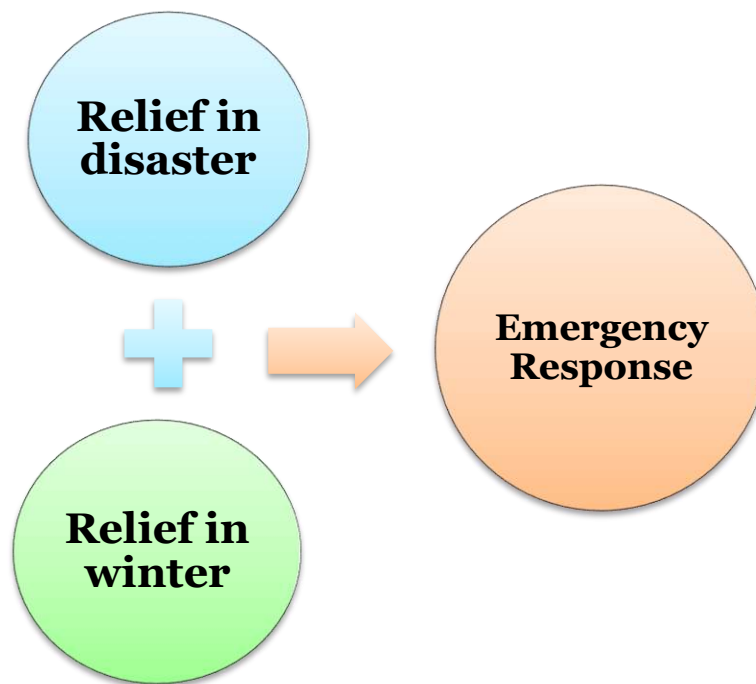 Relief in
disaster
Relief in
winter
Emergency
Response